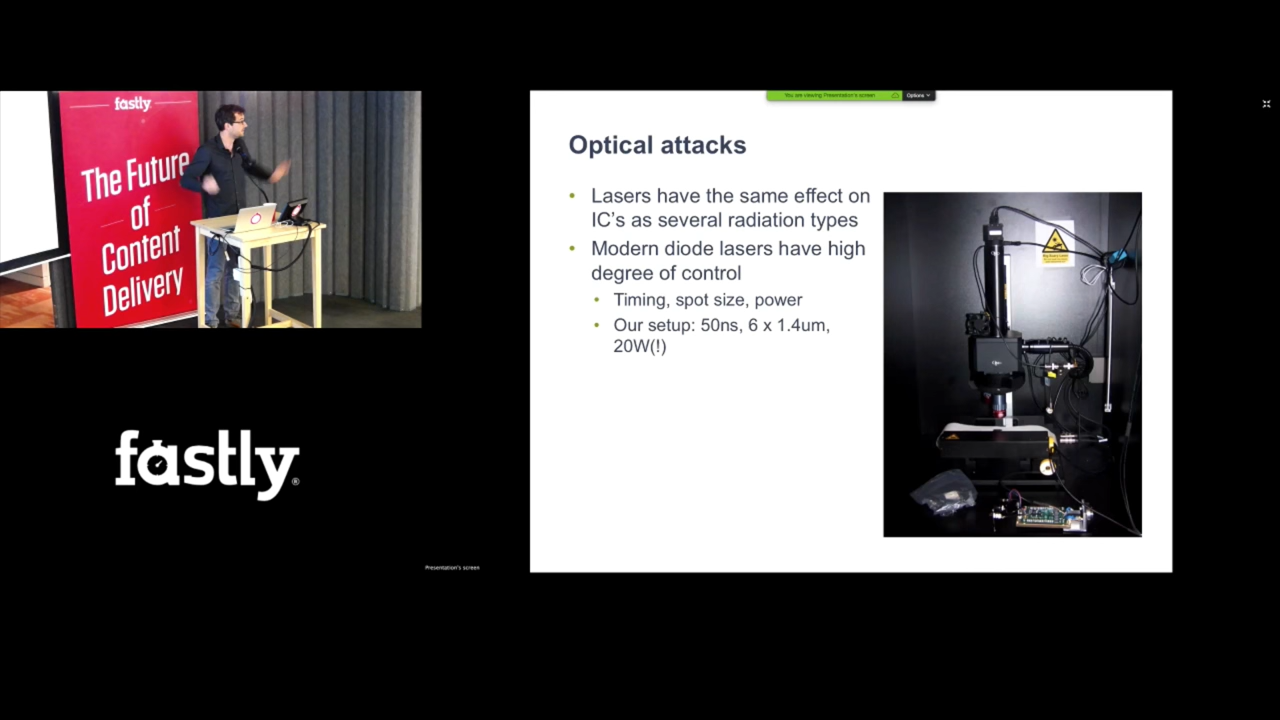 fastly
The Future
of
Content
Delivery
fastly®
Presentation's screen
You are viewing Presentation's screen
Options
Optical attacks
• Lasers have the same effect on
IC's as several radiation types
• Modern diode lasers have high
degree of control
• Timing, spot size, power
• Our setup: 50ns, 6 x 1.4um,
20W(!)